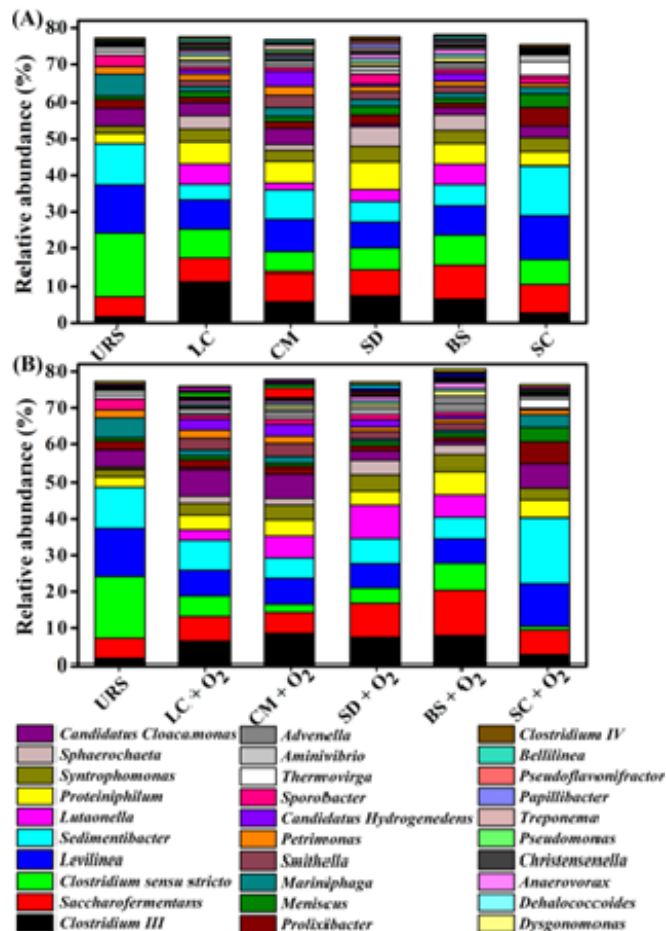 (A)
80
70
60
50
40
30
20
10
0
Relative abundance (%)
URS LC CM SD BS SC
(B)
80
70
60
50
40
30
20
10
0
Relative abundance (%)
URS LC + O2 CM + O2 SD + O2 BS + O2 SC + O2
Candidatus Cloacamonas Advenella Clostridium IV
Sphaerochaeta Aminivibrio Bellilinea
Syntrophomonas Thermovirga Pseudoflavonifractor
Proteiniphilum Sporobacter Papillibacter
Lutaonella Candidatus Hydrogenedens Treponema
Sedimentibacter Petrimonas Pseudomonas
Levilinea Smithella Christensenella
Clostridium sensu stricto Mariniphaga Anaerovorax
Saccharofermentans Meniscus Dehalococcoides
Clostridium III Prolixibacter Dysgonomonas